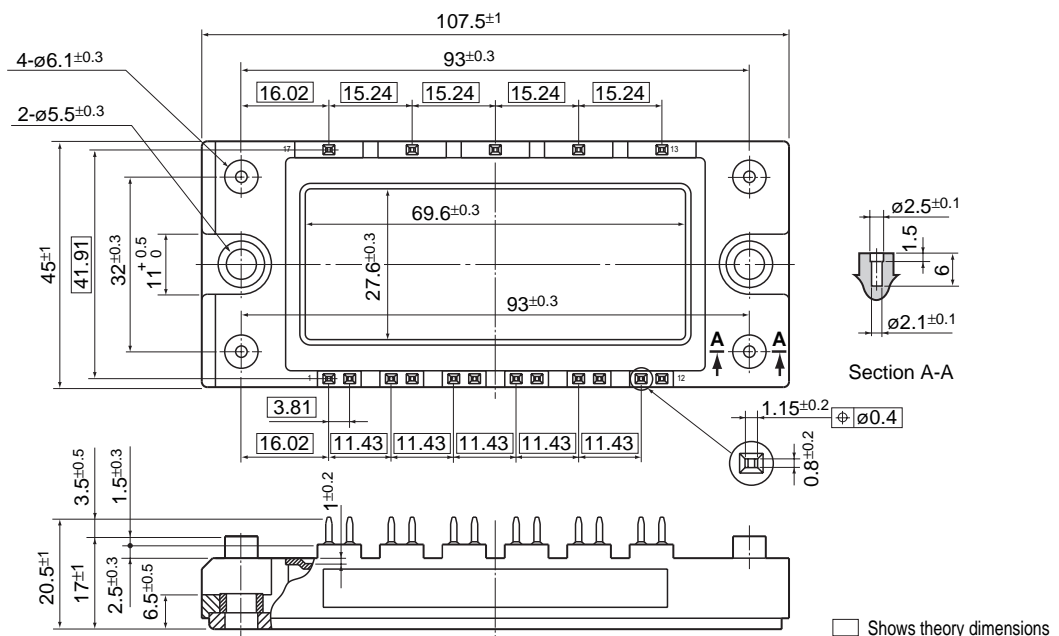 107.5±1
4-ø6.1±0.3
93±0.3
16.02 15.24 15.24 15.24 15.24
2-ø5.5±0.3
17 13
45±1
41.91
32±0.3
11 +0.5 0
69.6±0.3
27.6±0.3
93±0.3
A A
1 12
3.81
16.02 11.43 11.43 11.43 11.43 11.43
ø2.5±0.1
1.5
6
ø2.1±0.1
Section A-A
1.15±0.2
⌖ ø0.4
0.8±0.2
3.5±0.5
1.5±0.3
1±0.2
20.5±1
17±1
2.5±0.3
6.5±0.5
Shows theory dimensions